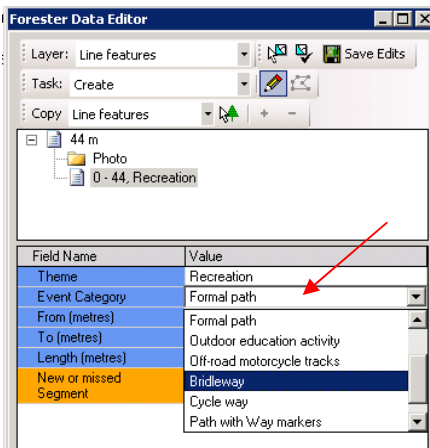 Forester Data Editor
Layer: Line features Save Edits
Task: Create
Copy Line features + -
44 m
Photo
0 - 44, Recreation
Field Name Value
Theme Recreation
Event Category Formal path
From (metres) Formal path
To (metres) Outdoor education activity
Length (metres) Off-road motorcycle tracks
New or missed Bridleway
Segment Cycle way
Path with Way markers